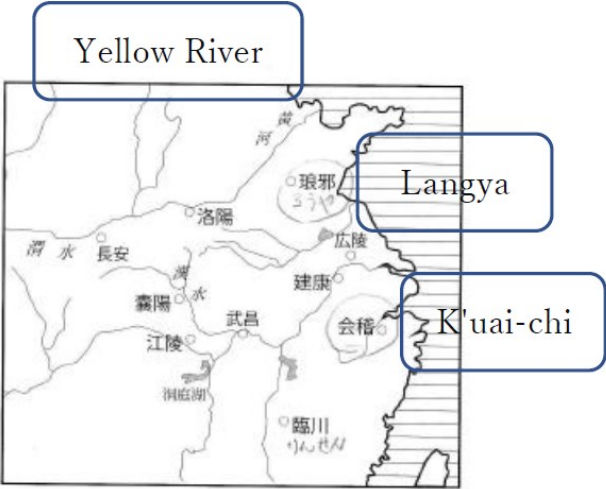 Yellow River
黄河
琅邪
ろうや
Langya
洛陽
渭水
長安
広陵
漢水
建康
襄陽
武昌
会稽
K'uai-chi
江陵
洞庭湖
臨川
りんせん